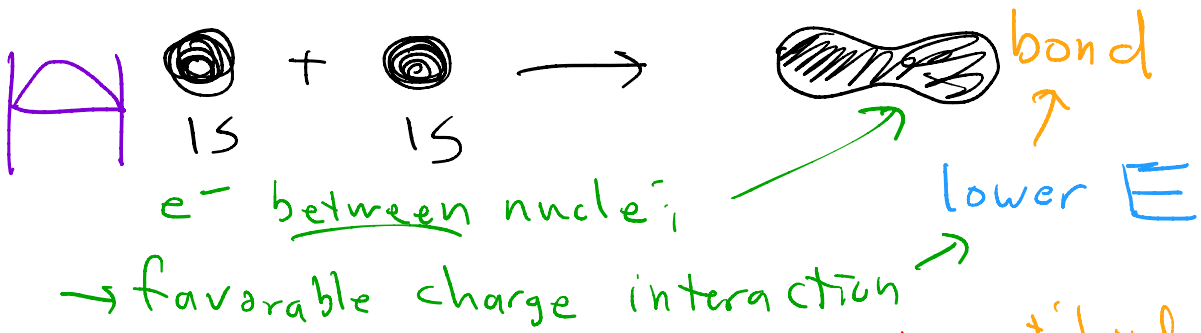 + → bond
1S 1S
e⁻ between nuclei
lower E
→ favorable charge interaction